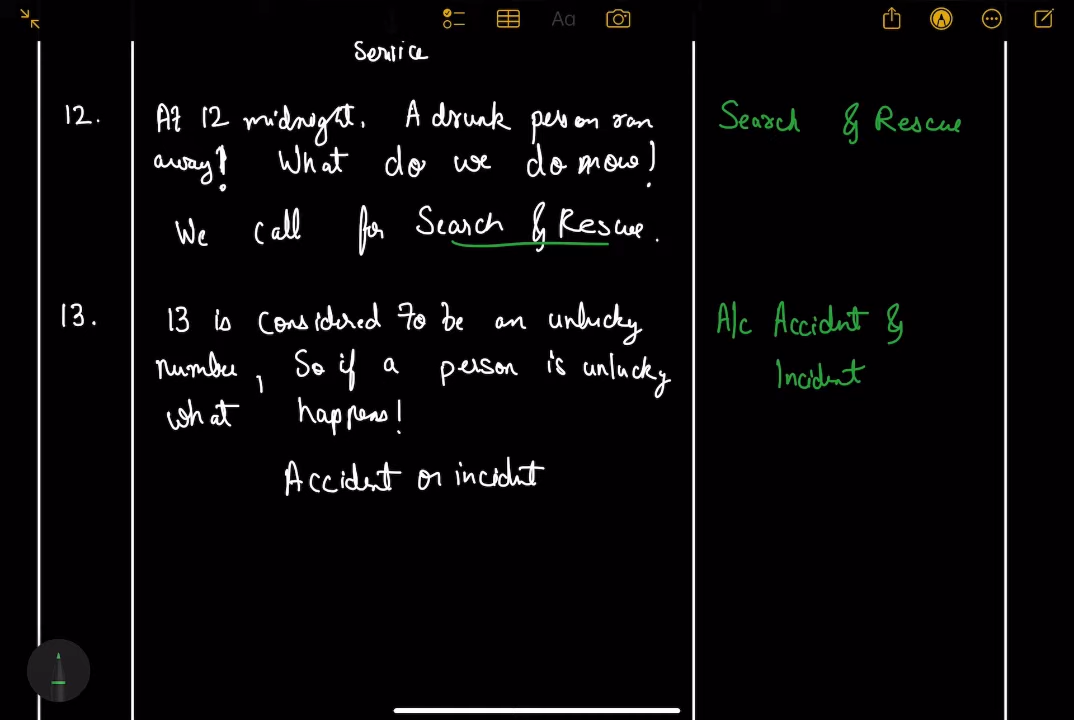 Aa
Service
12. At 12 midnight. A drunk person ran Search & Rescue
away! What do we do now!
We call for Search & Rescue.
13. 13 is considered to be an unlucky A/c Accident &
number, So if a person is unlucky Incident
what happens!
Accident or incident